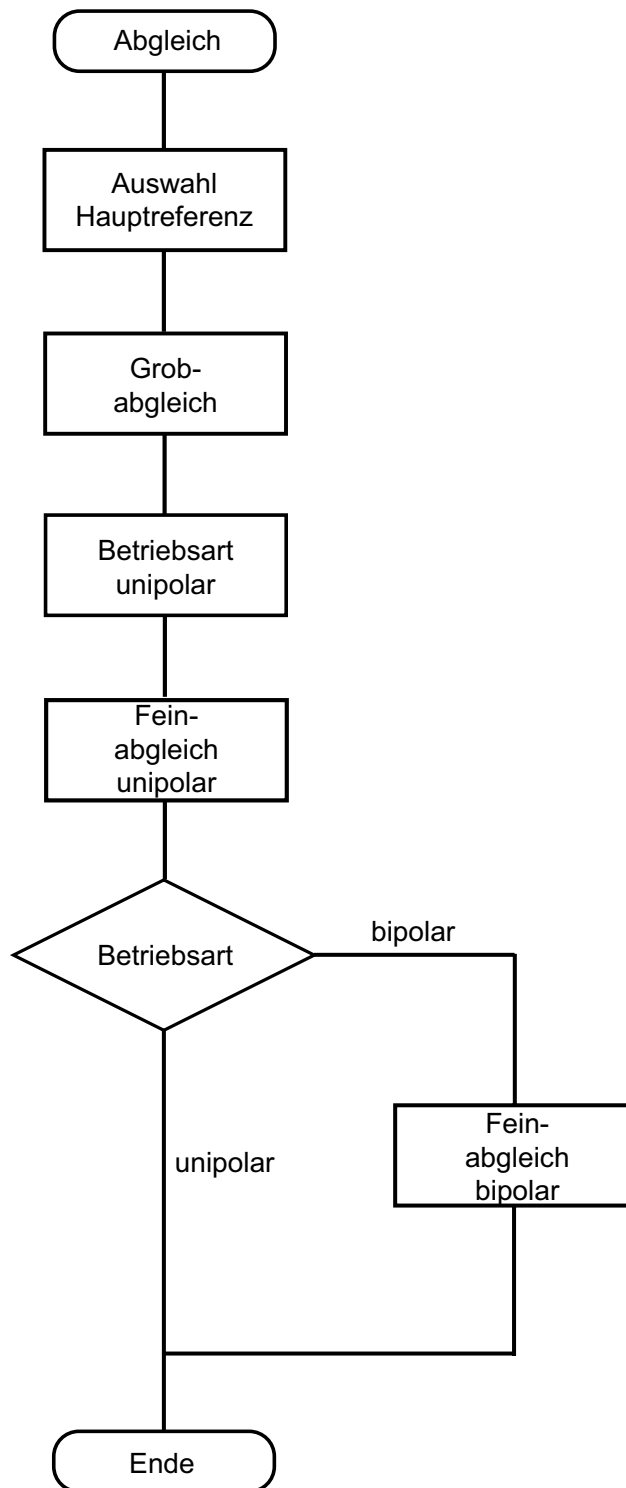 Abgleich
Auswahl
Hauptreferenz
Grob-
abgleich
Betriebsart
unipolar
Fein-
abgleich
unipolar
Betriebsart
bipolar
unipolar
Fein-
abgleich
bipolar
Ende